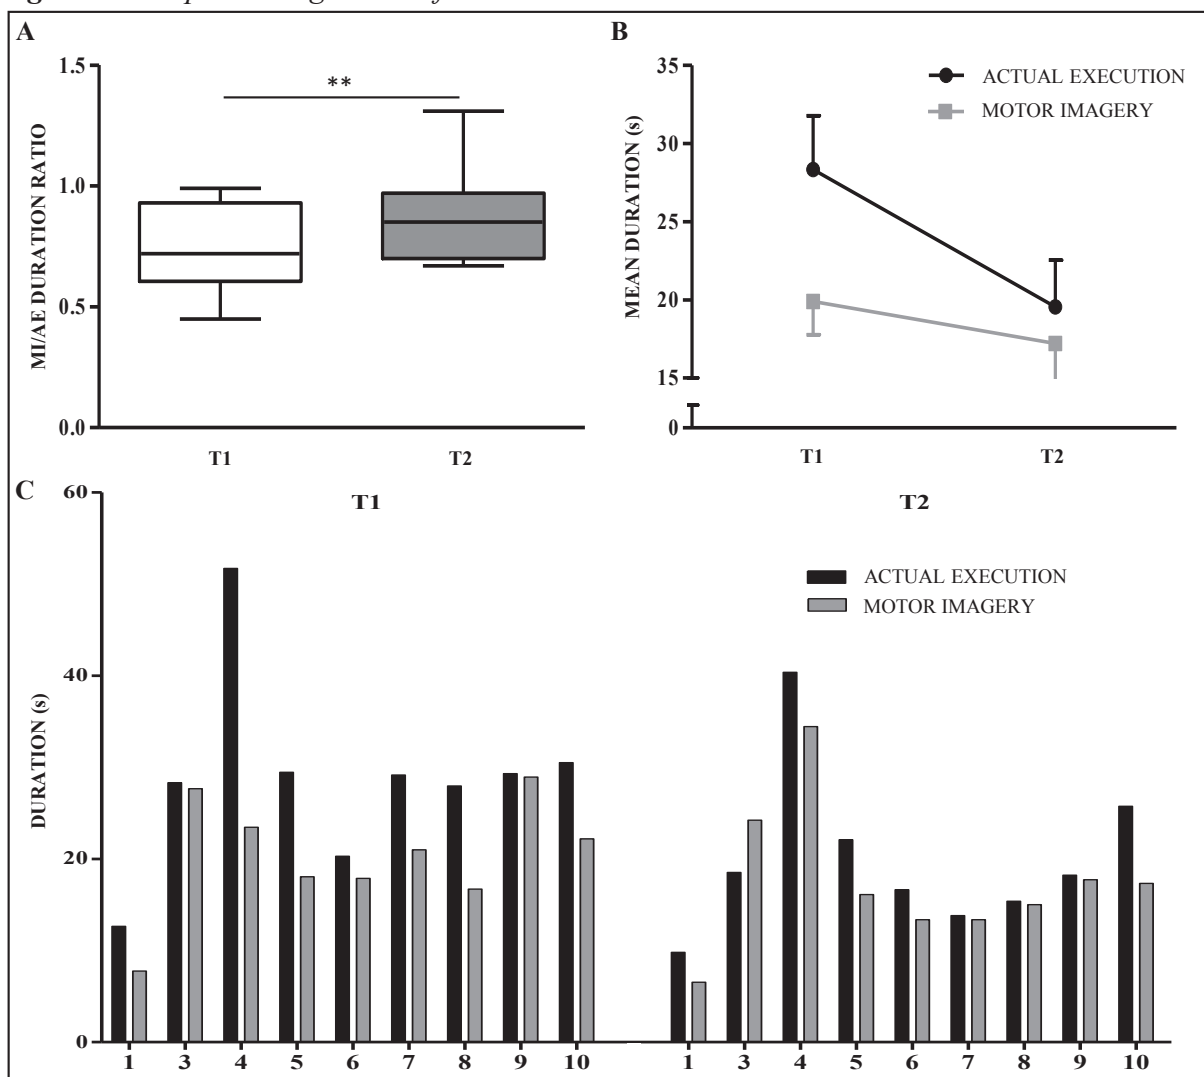 A
B
1.5
1.0
0.5
0.0
MI/AE DURATION RATIO
**
T1
T2
35
30
25
20
15
0
MEAN DURATION (s)
ACTUAL EXECUTION
MOTOR IMAGERY
T1
T2
C
60
40
20
0
DURATION (s)
T1
T2
ACTUAL EXECUTION
MOTOR IMAGERY
1 3 4 5 6 7 8 9 10
1 3 4 5 6 7 8 9 10